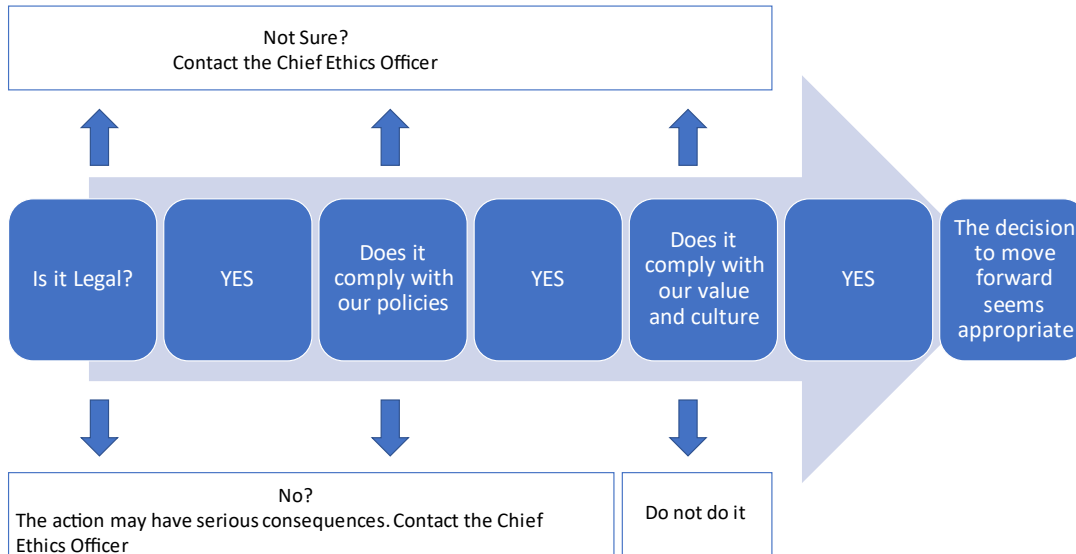 Not Sure?
Contact the Chief Ethics Officer
Is it Legal?
YES
Does it
comply with
our policies
YES
Does it
comply with
our value
and culture
YES
The decision
to move
forward
seems
appropriate
No?
The action may have serious consequences. Contact the Chief
Ethics Officer
Do not do it